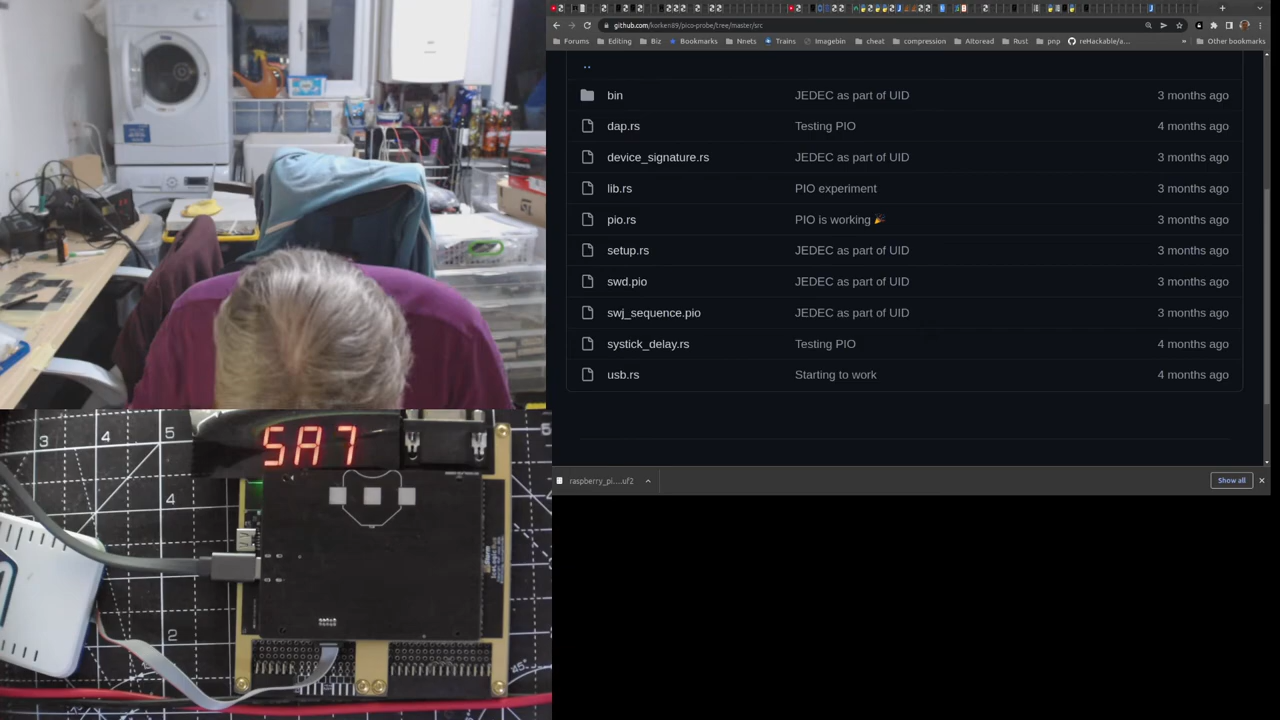 github.com/korken89/pico-probe/tree/master/src
Forums Editing Biz Bookmarks Nnets Trains Imagebin cheat compression Altoread Rust pnp reHackable/a... » Other bookmarks
..
bin JEDEC as part of UID 3 months ago
dap.rs Testing PIO 4 months ago
device_signature.rs JEDEC as part of UID 3 months ago
lib.rs PIO experiment 3 months ago
pio.rs PIO is working 🎉 3 months ago
setup.rs JEDEC as part of UID 3 months ago
swd.pio JEDEC as part of UID 3 months ago
swj_sequence.pio JEDEC as part of UID 3 months ago
systick_delay.rs Testing PIO 4 months ago
usb.rs Starting to work 4 months ago
raspberry_pi....uf2 Show all
5A7
3 4 5
4
2
45°